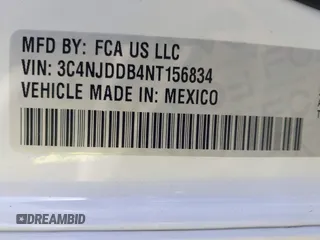 MFD BY: FCA US LLC
VIN: 3C4NJDDB4NT156834
VEHICLE MADE IN: MEXICO
DREAMBID